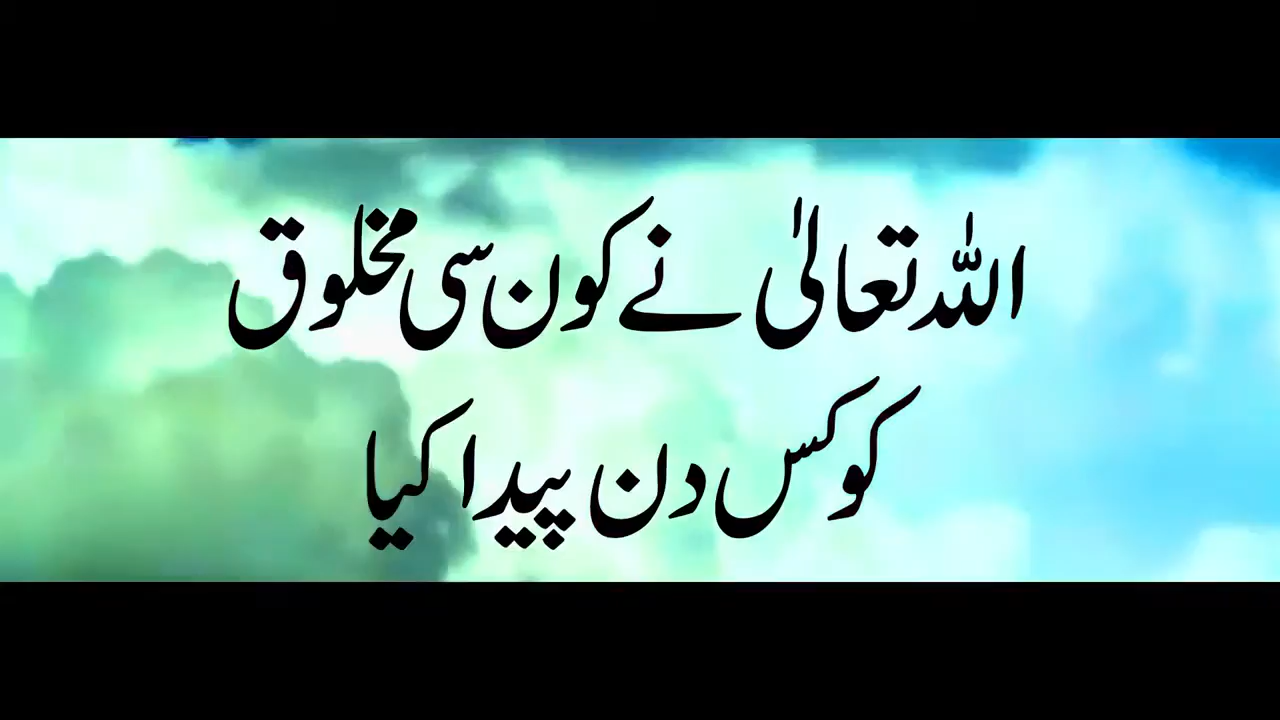 اللہ تعالیٰ نے کون سی مخلوق
کو کس دن پیدا کیا